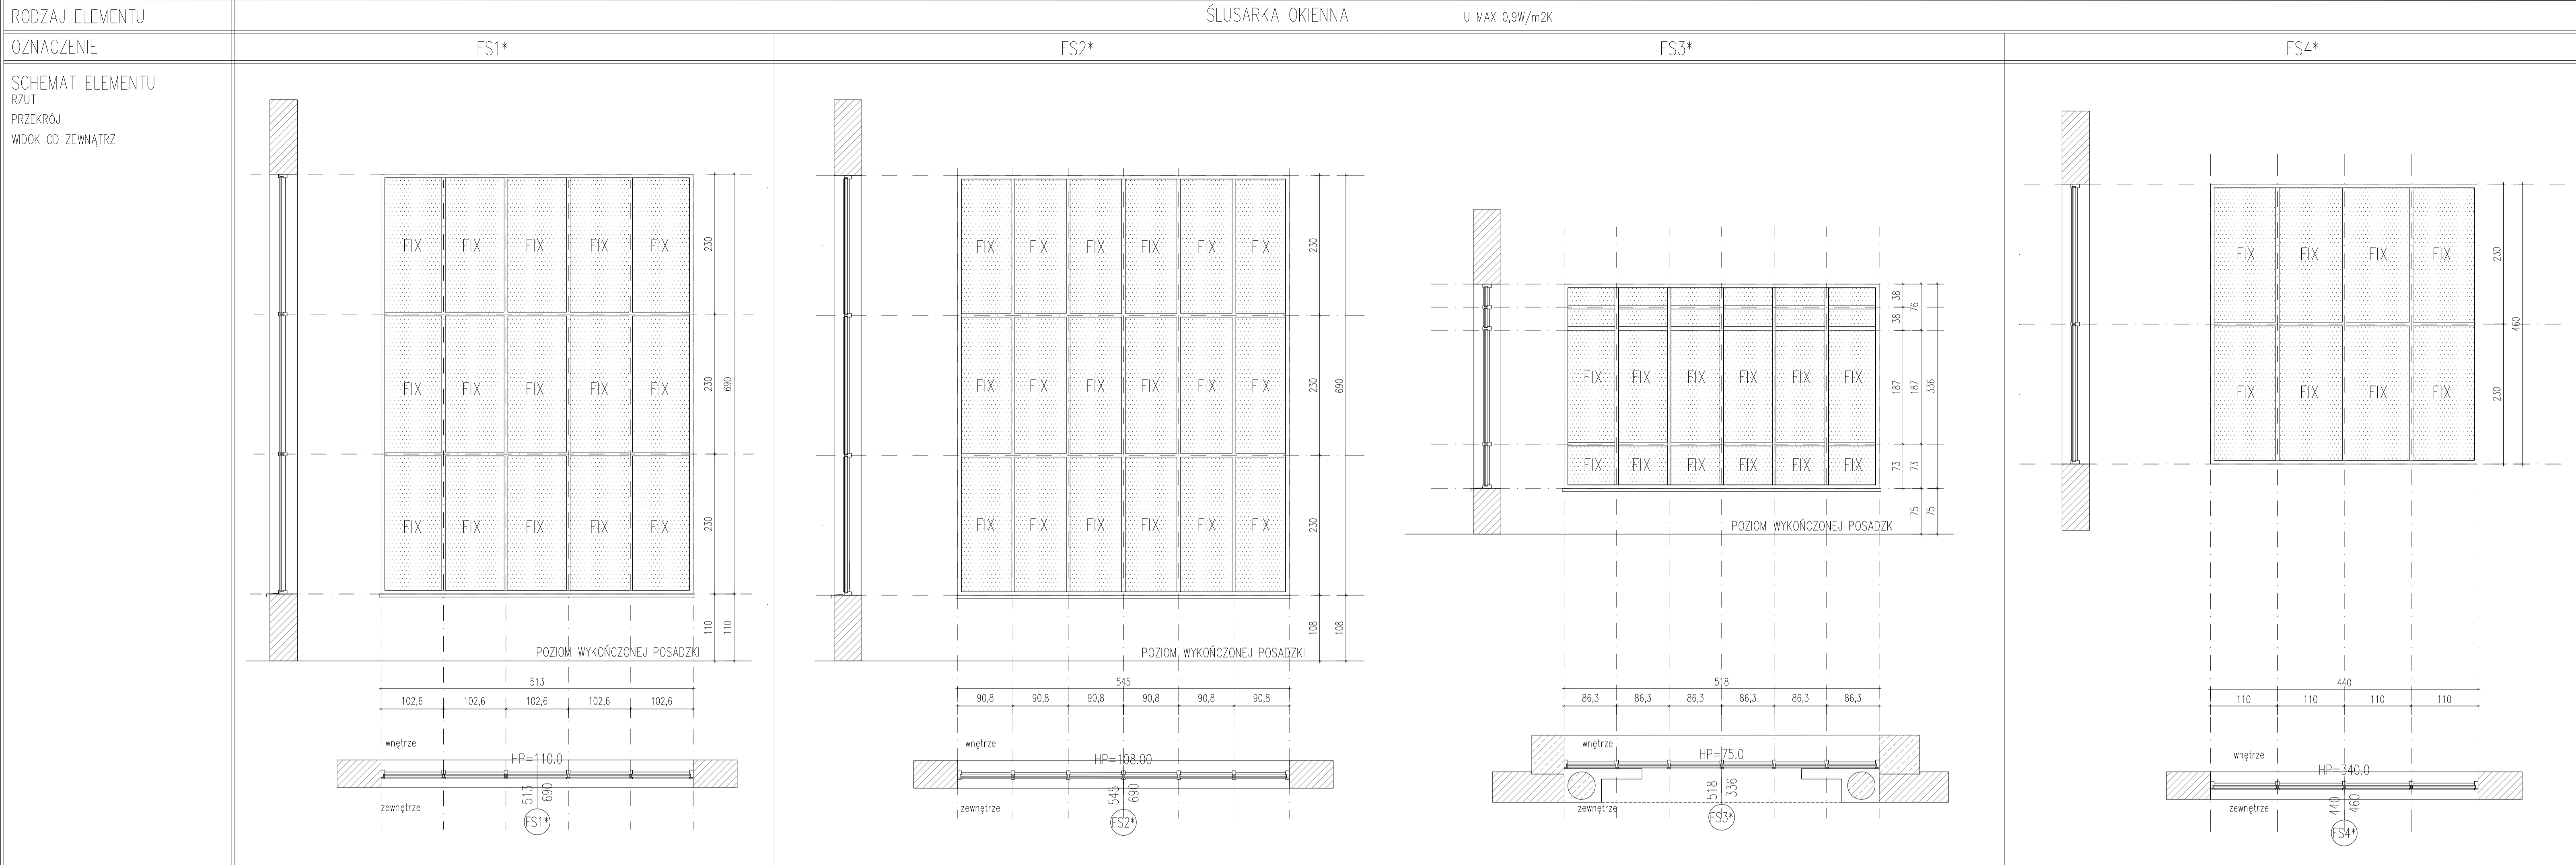 RODZAJ ELEMENTU ŚLUSARKA OKIENNA U MAX 0,9W/m2K
OZNACZENIE FS1* FS2* FS3* FS4*
SCHEMAT ELEMENTU
RZUT
PRZEKRÓJ
WIDOK OD ZEWNĄTRZ
FIX FIX FIX FIX FIX 230
FIX FIX FIX FIX FIX 230 690
FIX FIX FIX FIX FIX 230
110 110
POZIOM WYKOŃCZONEJ POSADZKI
513
102,6 102,6 102,6 102,6 102,6
wnętrze
HP=110.0
513 690
zewnętrze
FS1*
FIX FIX FIX FIX FIX FIX 230
FIX FIX FIX FIX FIX FIX 230 690
FIX FIX FIX FIX FIX FIX 230
108 108
POZIOM WYKOŃCZONEJ POSADZKI
545
90,8 90,8 90,8 90,8 90,8 90,8
wnętrze
HP=108.00
545 690
zewnętrze
FS2*
38 76
38
FIX FIX FIX FIX FIX FIX 187 187 336
FIX FIX FIX FIX FIX FIX 73 73
75 75
POZIOM WYKOŃCZONEJ POSADZKI
518
86,3 86,3 86,3 86,3 86,3 86,3
wnętrze
HP=75.0
518 336
zewnętrze
FS3*
FIX FIX FIX FIX 230
460
FIX FIX FIX FIX 230
440
110 110 110 110
wnętrze
HP=340.0
440 460
zewnętrze
FS4*